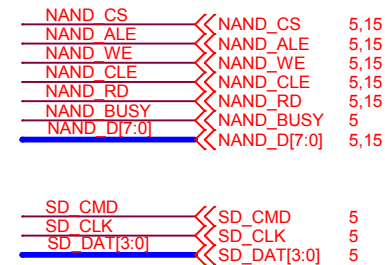 NAND_CS NAND_CS 5,15
NAND_ALE NAND_ALE 5,15
NAND_WE NAND_WE 5,15
NAND_CLE NAND_CLE 5,15
NAND_RD NAND_RD 5,15
NAND_BUSY NAND_BUSY 5
NAND_D[7:0] NAND_D[7:0] 5,15
SD_CMD SD_CMD 5
SD_CLK SD_CLK 5
SD_DAT[3:0] SD_DAT[3:0] 5